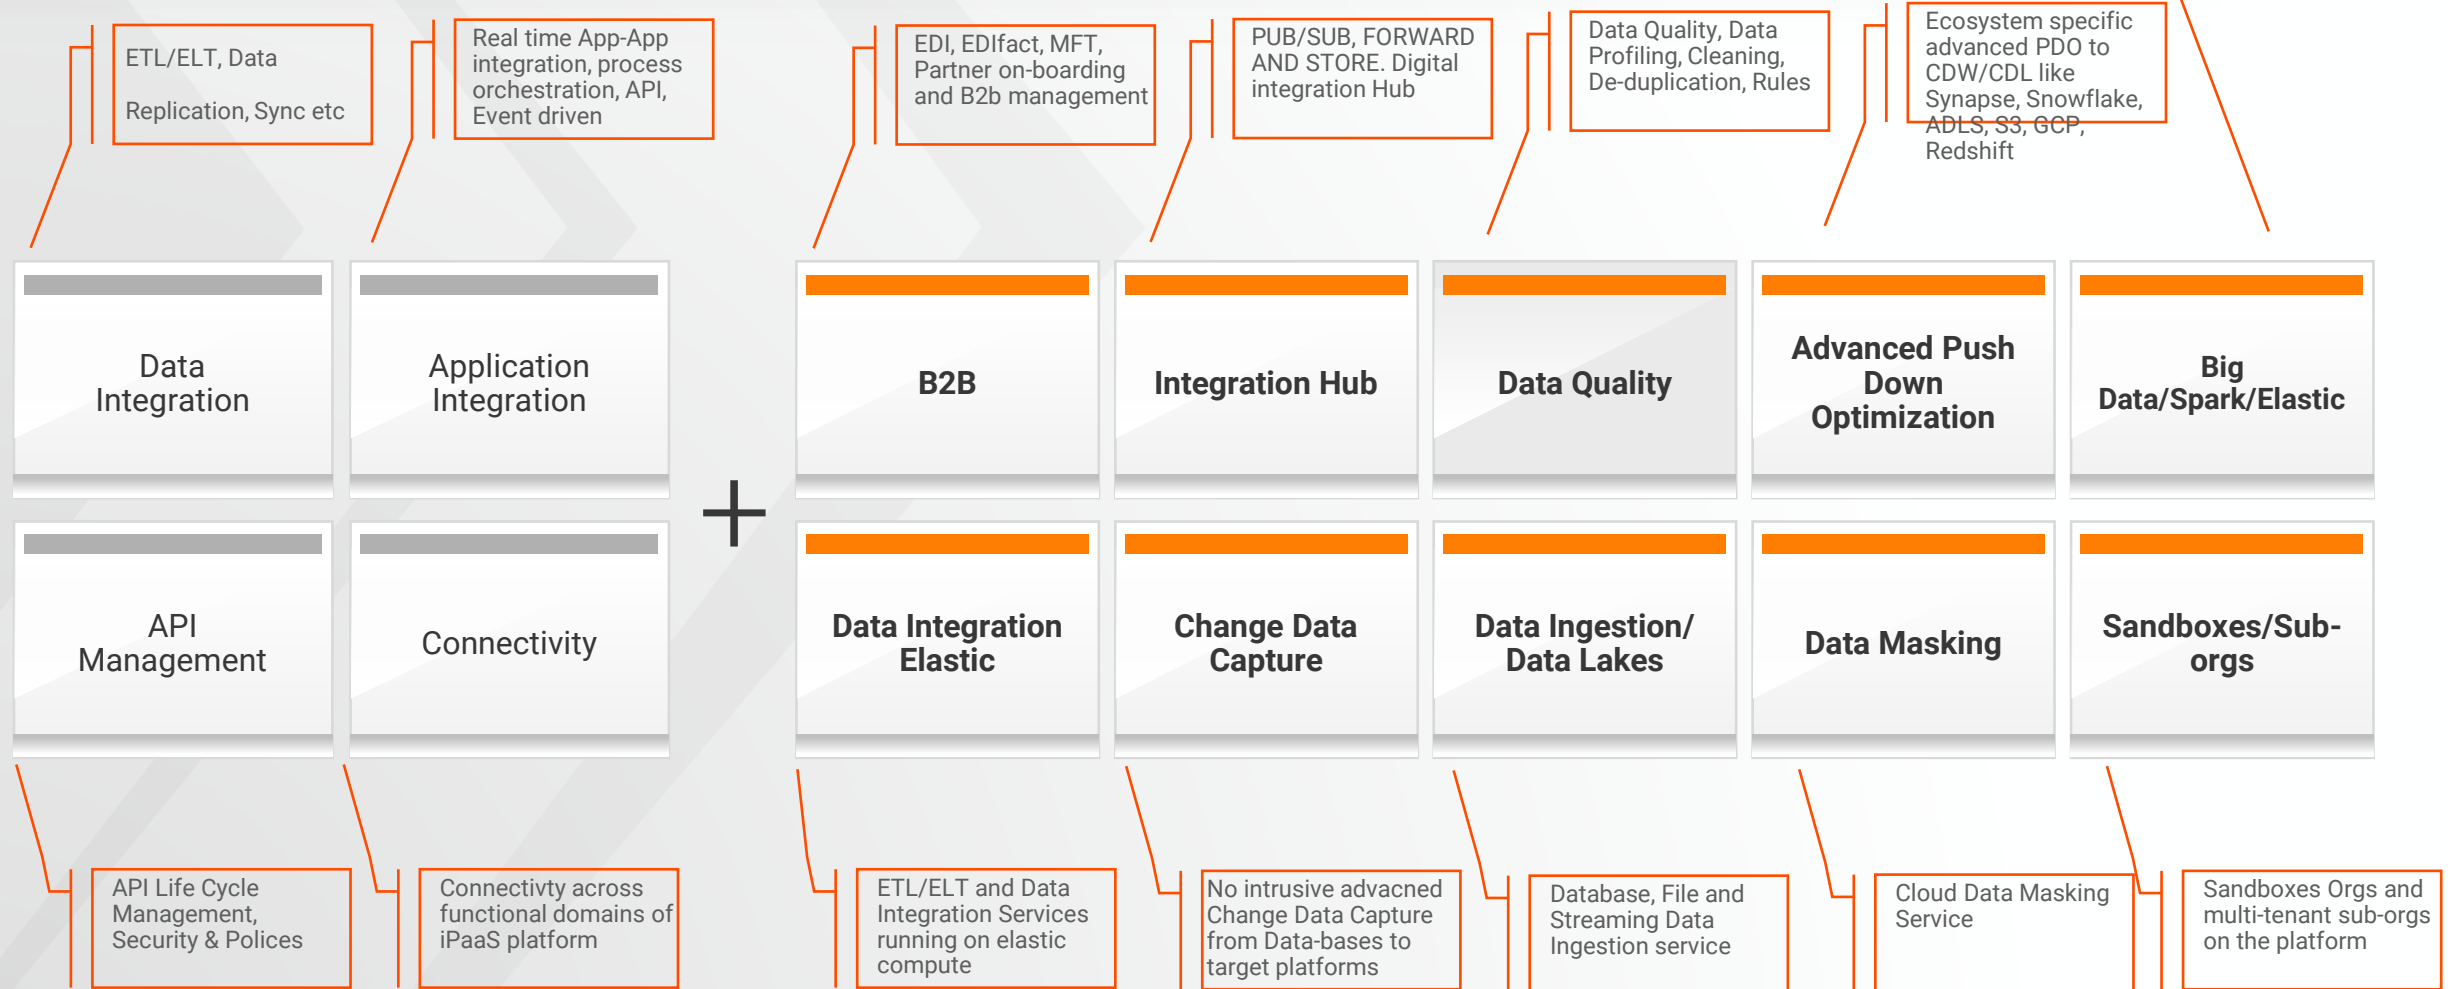 ETL/ELT, Data
Replication, Sync etc
Real time App-App
integration, process
orchestration, API,
Event driven
EDI, EDIfact, MFT,
Partner on-boarding
and B2b management
PUB/SUB, FORWARD
AND STORE. Digital
integration Hub
Data Quality, Data
Profiling, Cleaning,
De-duplication, Rules
Ecosystem specific
advanced PDO to
CDW/CDL like
Synapse, Snowflake,
ADLS, S3, GCP,
Redshift
Data
Integration
Application
Integration
B2B
Integration Hub
Data Quality
Advanced Push
Down
Optimization
Big
Data/Spark/Elastic
+
API
Management
Connectivity
Data Integration
Elastic
Change Data
Capture
Data Ingestion/
Data Lakes
Data Masking
Sandboxes/Sub-
orgs
API Life Cycle
Management,
Security & Polices
Connectivty across
functional domains of
iPaaS platform
ETL/ELT and Data
Integration Services
running on elastic
compute
No intrusive advacned
Change Data Capture
from Data-bases to
target platforms
Database, File and
Streaming Data
Ingestion service
Cloud Data Masking
Service
Sandboxes Orgs and
multi-tenant sub-orgs
on the platform